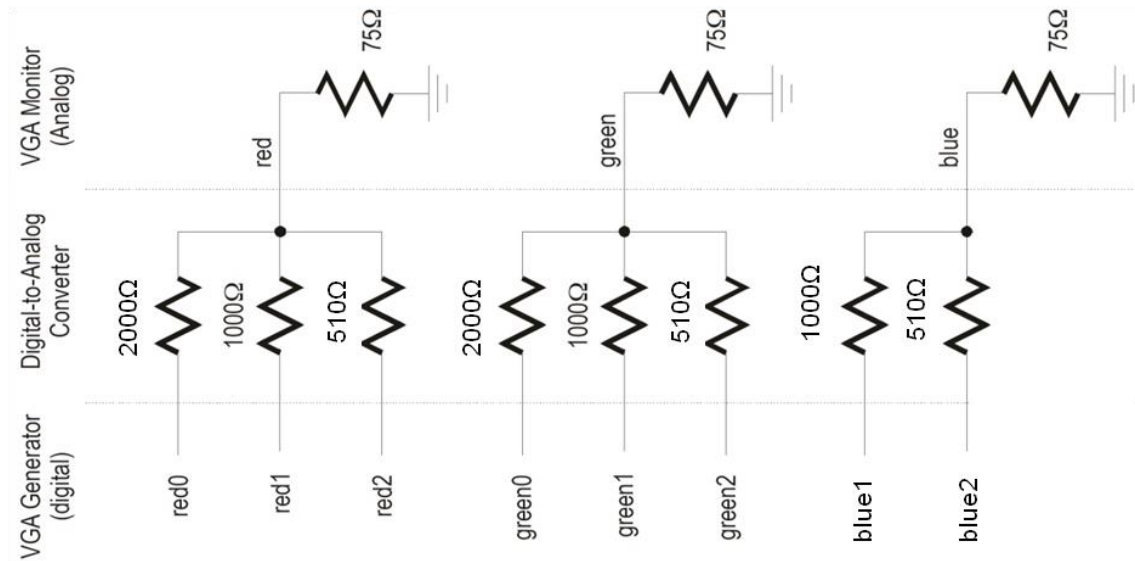 VGA Monitor
(Analog)
75Ω
75Ω
75Ω
red
green
blue
Digital-to-Analog
Converter
2000Ω
1000Ω
510Ω
2000Ω
1000Ω
510Ω
1000Ω
510Ω
VGA Generator
(digital)
red0
red1
red2
green0
green1
green2
blue1
blue2